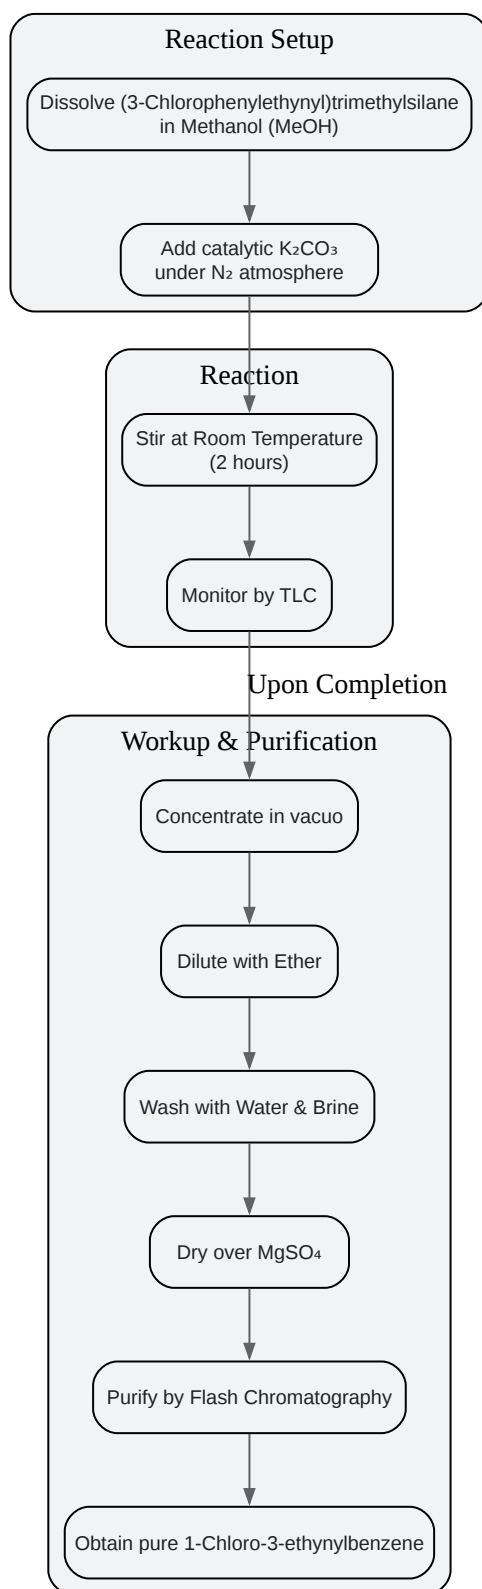 Reaction Setup
Dissolve (3-Chlorophenylethynyl)trimethylsilane
in Methanol (MeOH)
Add catalytic K₂CO₃
under N₂ atmosphere
Reaction
Stir at Room Temperature
(2 hours)
Monitor by TLC
Upon Completion
Workup & Purification
Concentrate in vacuo
Dilute with Ether
Wash with Water & Brine
Dry over MgSO₄
Purify by Flash Chromatography
Obtain pure 1-Chloro-3-ethynylbenzene